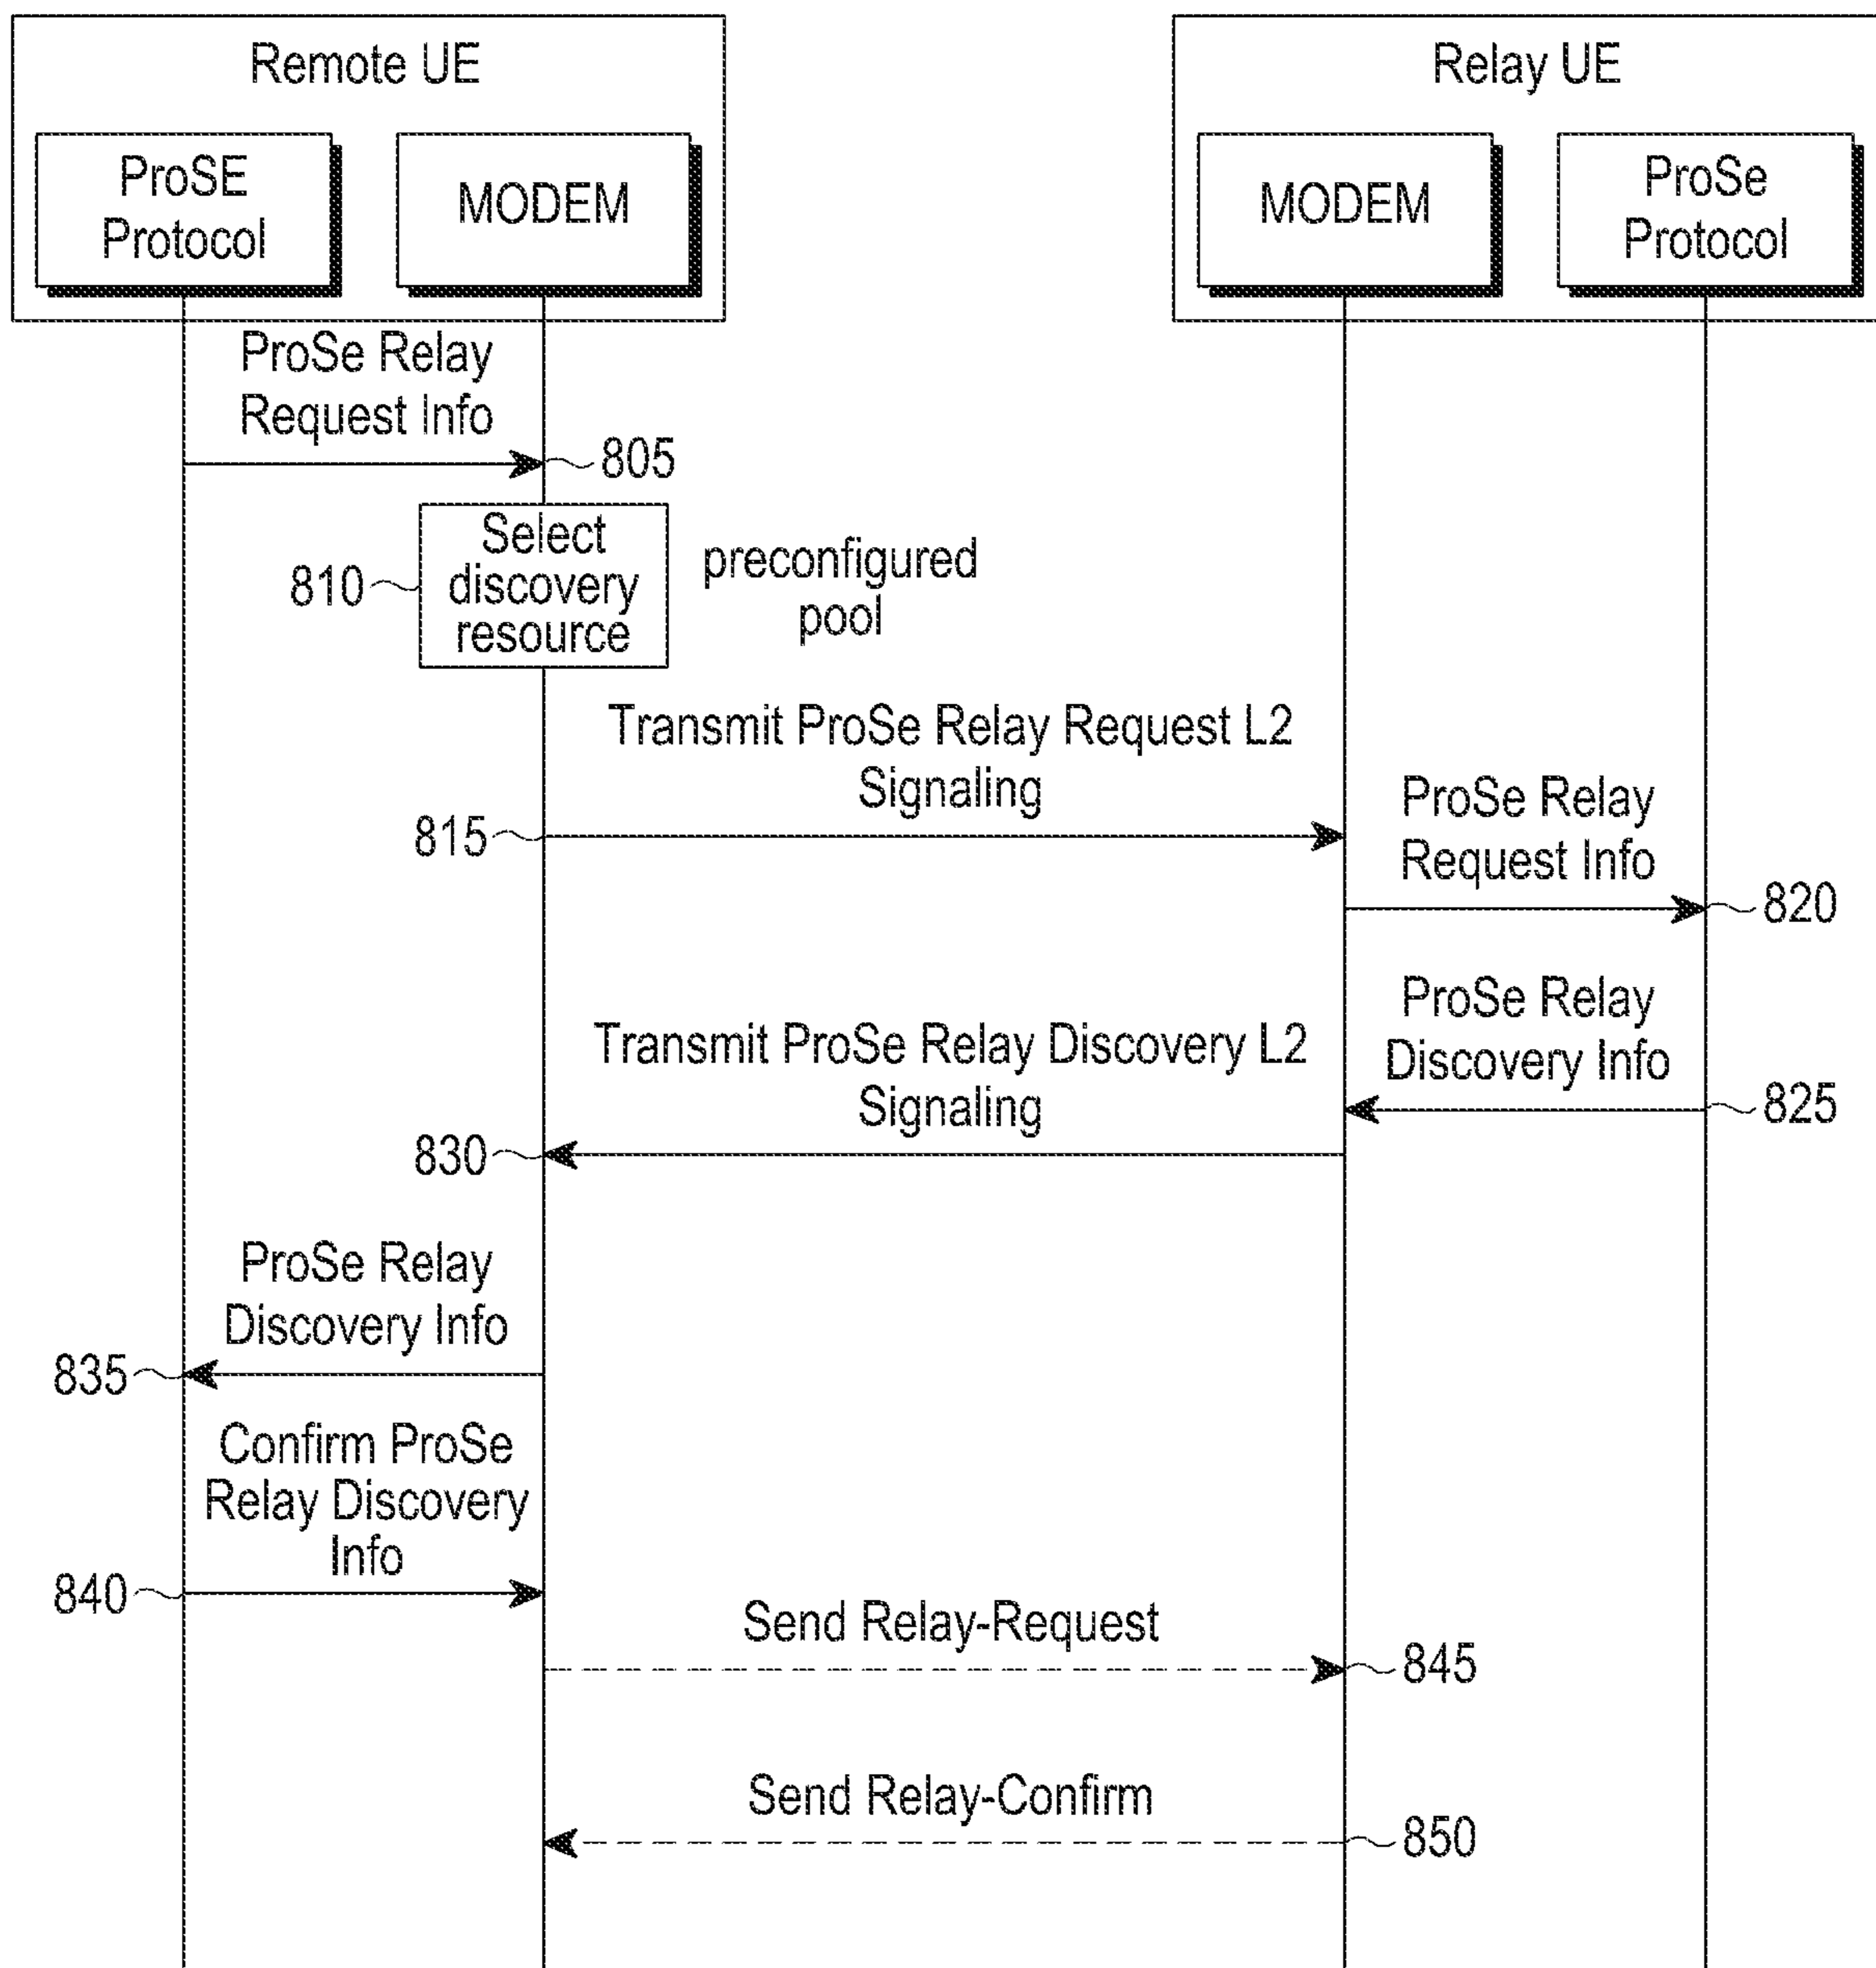 Remote UE
Relay UE
ProSE
Protocol
MODEM
MODEM
ProSe
Protocol
ProSe Relay
Request Info
805
Select
discovery
resource
810
preconfigured
pool
Transmit ProSe Relay Request L2
Signaling
815
ProSe Relay
Request Info
820
ProSe Relay
Discovery Info
825
Transmit ProSe Relay Discovery L2
Signaling
830
ProSe Relay
Discovery Info
835
Confirm ProSe
Relay Discovery
Info
840
Send Relay-Request
845
Send Relay-Confirm
850